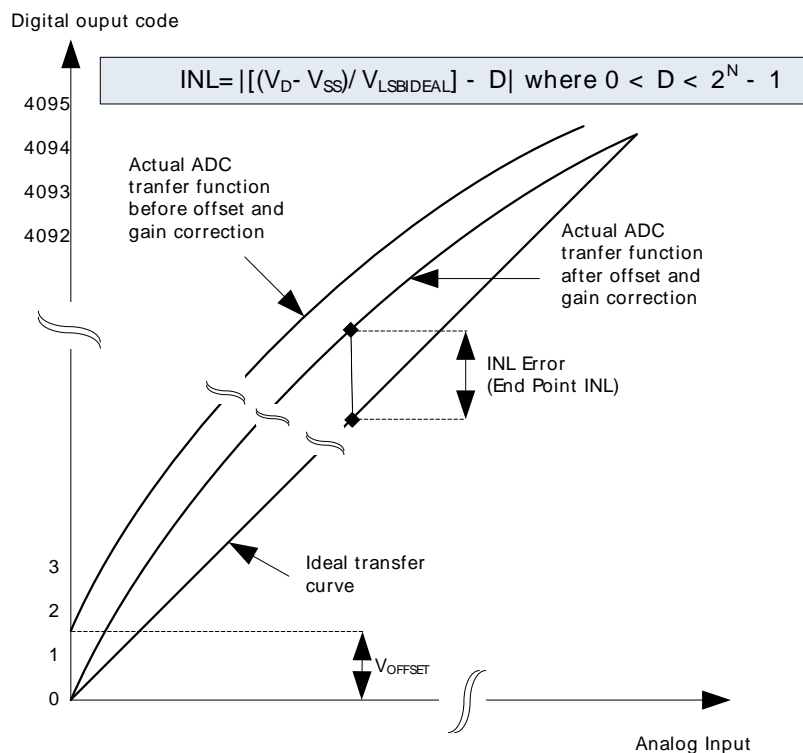 Digital ouput code
INL= |[(VD- VSS)/ VLSBIDEAL] - D| where 0 < D < 2^N - 1
4095
4094
4093
4092
Actual ADC
tranfer function
before offset and
gain correction
Actual ADC
tranfer function
after offset and
gain correction
INL Error
(End Point INL)
Ideal transfer
curve
3
2
1
0
VOFFSET
Analog Input